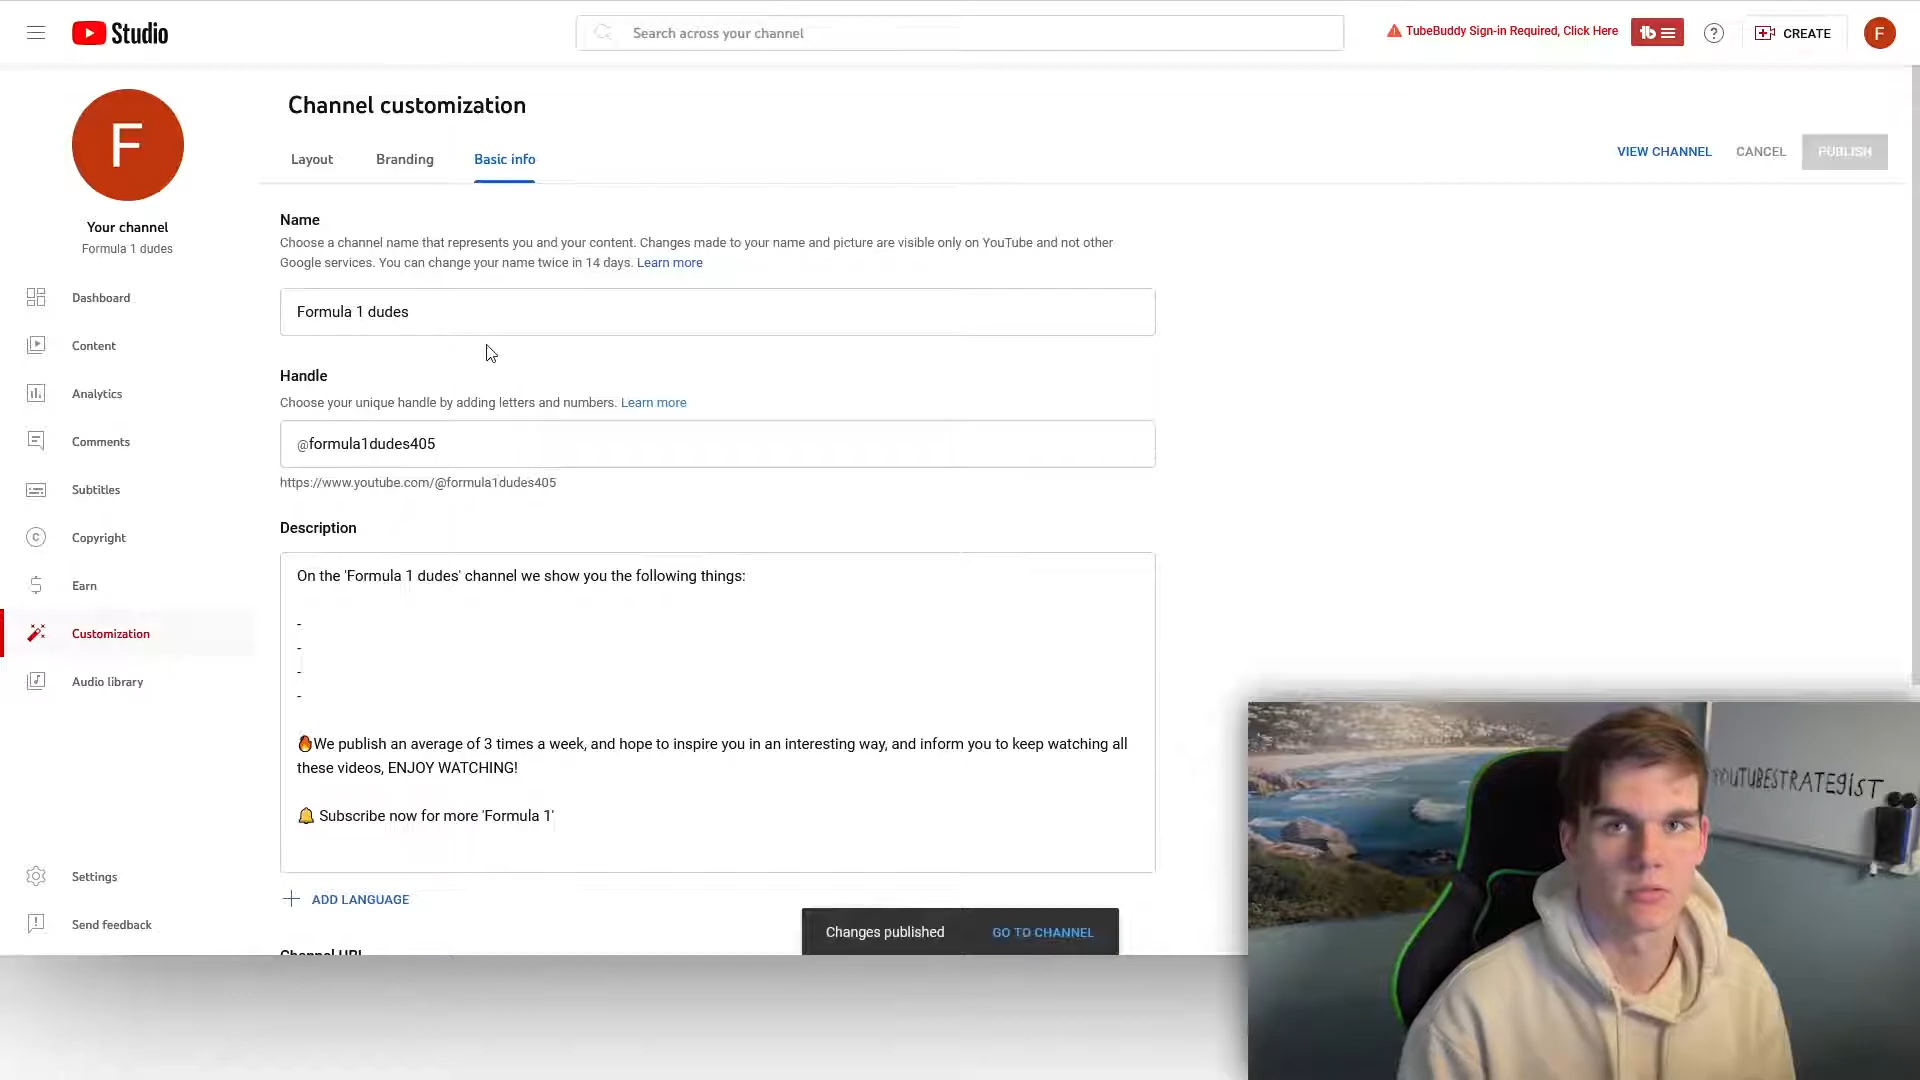 Studio
Search across your channel
TubeBuddy Sign-in Required, Click Here
tb
?
CREATE
F
F
Your channel
Formula 1 dudes
Dashboard
Content
Analytics
Comments
Subtitles
Copyright
Earn
Customization
Audio library
Settings
Send feedback
Channel customization
Layout
Branding
Basic info
VIEW CHANNEL
CANCEL
PUBLISH
Name
Choose a channel name that represents you and your content. Changes made to your name and picture are visible only on YouTube and not other
Google services. You can change your name twice in 14 days. Learn more
Formula 1 dudes
Handle
Choose your unique handle by adding letters and numbers. Learn more
@formula1dudes405
https://www.youtube.com/@formula1dudes405
Description
On the 'Formula 1 dudes' channel we show you the following things:
-
-
-
-
🔥We publish an average of 3 times a week, and hope to inspire you in an interesting way, and inform you to keep watching all
these videos, ENJOY WATCHING!
🔔 Subscribe now for more 'Formula 1'
ADD LANGUAGE
Changes published
GO TO CHANNEL
Channel URL
YOUTUBESTRATEGIST